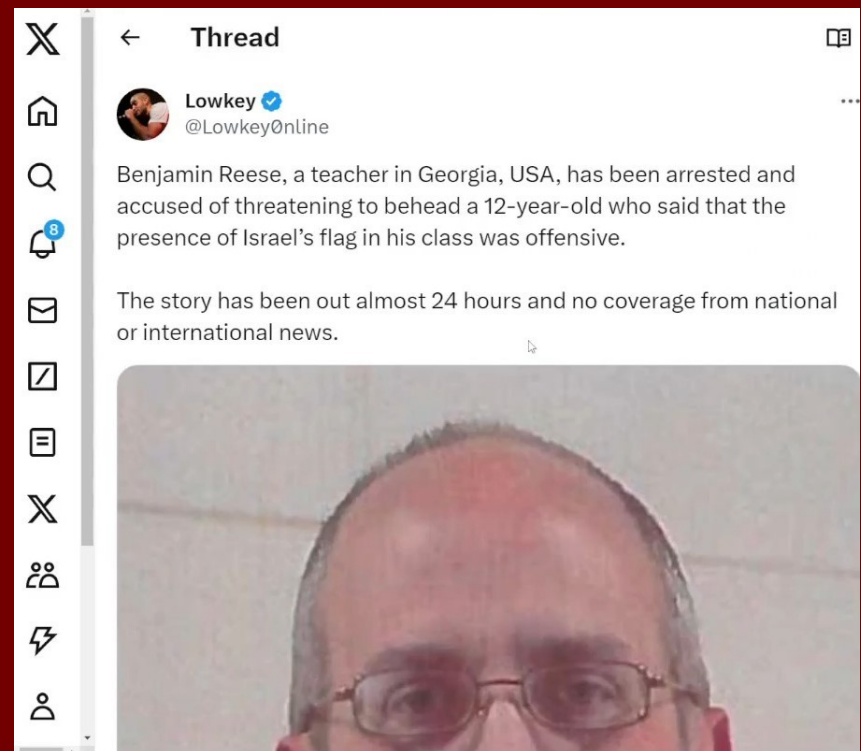 Thread
Lowkey
@Lowkey0nline
Benjamin Reese, a teacher in Georgia, USA, has been arrested and
accused of threatening to behead a 12-year-old who said that the
presence of Israel’s flag in his class was offensive.
The story has been out almost 24 hours and no coverage from national
or international news.
8